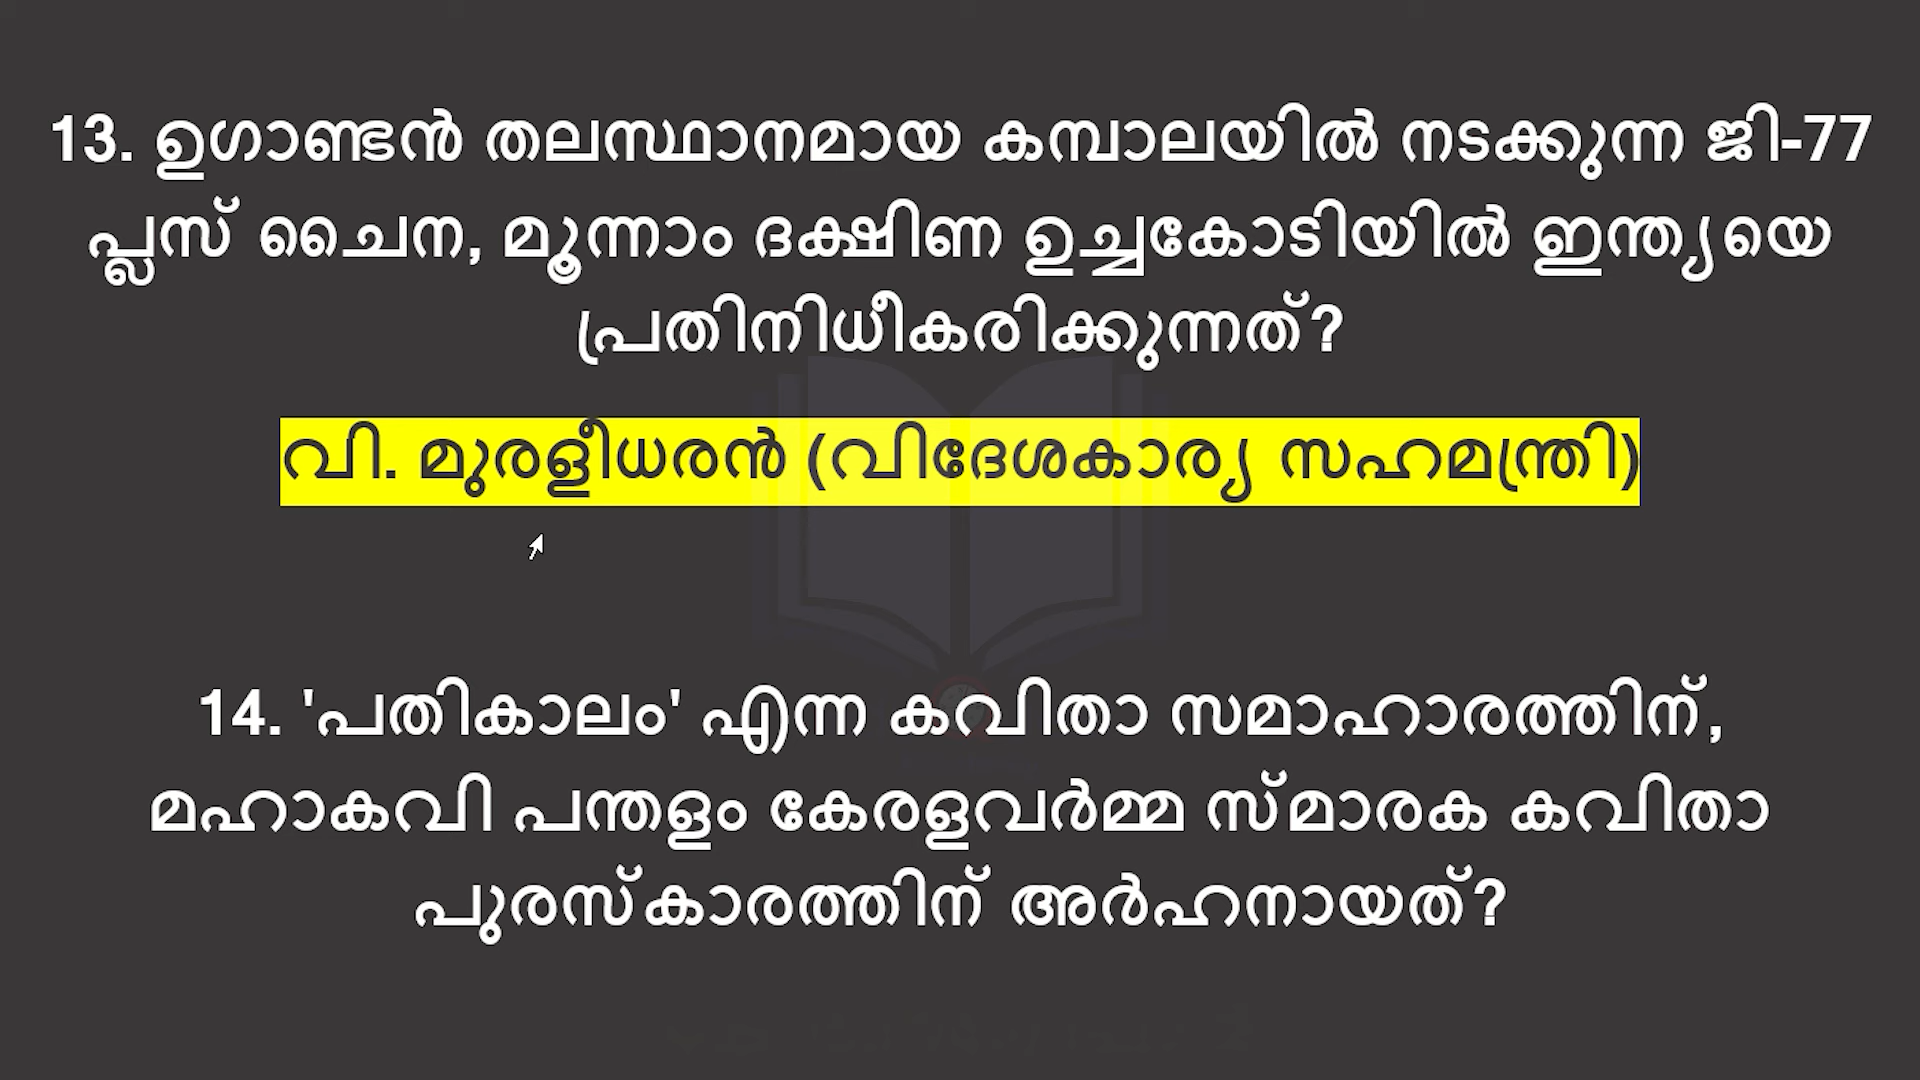 13. ഉഗാണ്ടൻ തലസ്ഥാനമായ കമ്പാലയിൽ നടക്കുന്ന ജി-77
പ്ലസ് ചൈന, മൂന്നാം ദക്ഷിണ ഉച്ചകോടിയിൽ ഇന്ത്യയെ
പ്രതിനിധീകരിക്കുന്നത്?
വി. മുരളീധരൻ (വിദേശകാര്യ സഹമന്ത്രി)
14. 'പതികാലം' എന്ന കവിതാ സമാഹാരത്തിന്,
മഹാകവി പന്തളം കേരളവർമ്മ സ്മാരക കവിതാ
പുരസ്കാരത്തിന് അർഹനായത്?